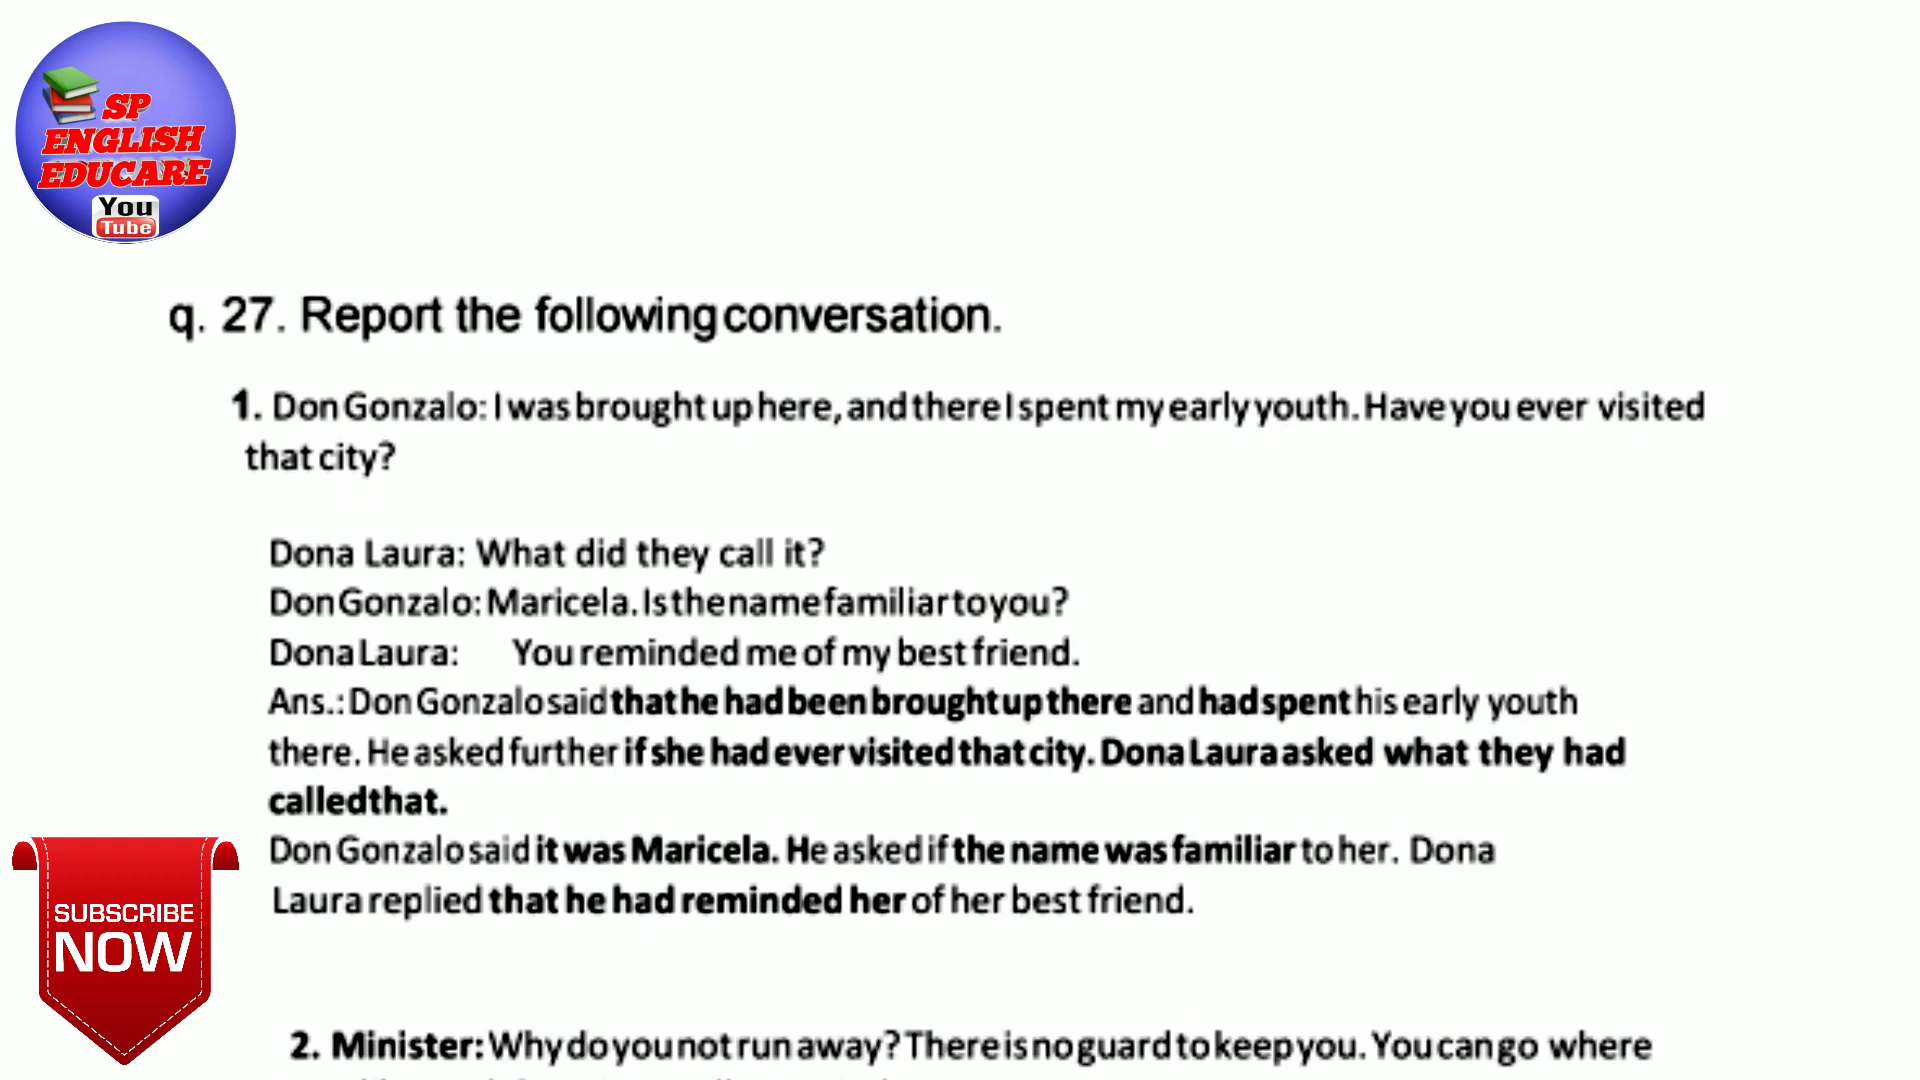 SP
ENGLISH
EDUCARE
You
Tube
q. 27. Report the following conversation.
1. Don Gonzalo: I was brought up here, and there I spent my early youth. Have you ever visited
that city?
Dona Laura: What did they call it?
Don Gonzalo: Maricela. Is the name familiar to you?
Dona Laura: You reminded me of my best friend.
Ans.: Don Gonzalo said that he had been brought up there and had spent his early youth
there. He asked further if she had ever visited that city. Dona Laura asked what they had
called that.
Don Gonzalo said it was Maricela. He asked if the name was familiar to her. Dona
Laura replied that he had reminded her of her best friend.
SUBSCRIBE
NOW
2. Minister: Why do you not run away? There is no guard to keep you. You can go where